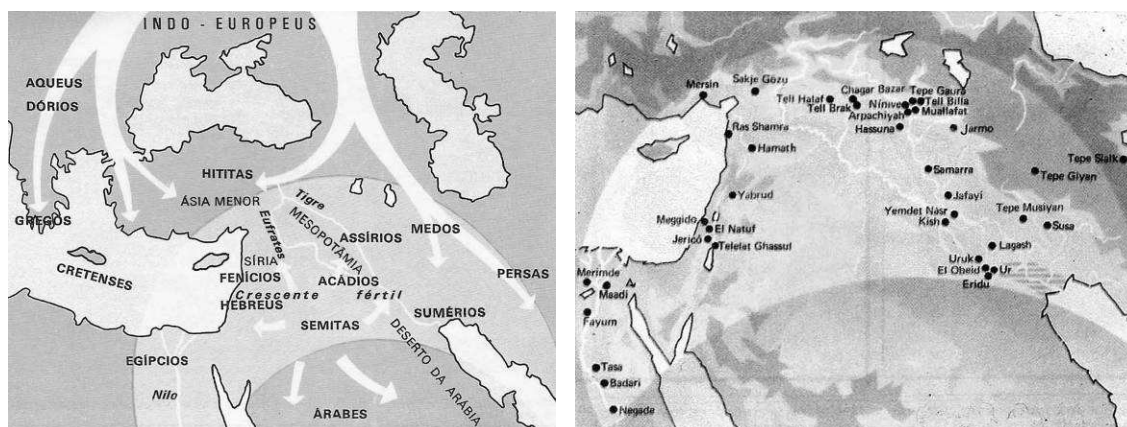 INDO - EUROPEUS
AQUEUS
DÓRIOS
HITITAS
ÁSIA MENOR
GREGOS
Tigre
Eufrates
MESOPOTÂMIA
ASSÍRIOS
MEDOS
CRETENSES
SÍRIA
FENÍCIOS
ACÁDIOS
PERSAS
Crescente fértil
HEBREUS
SEMITAS
SUMÉRIOS
EGÍPCIOS
DESERTO DA ARÁBIA
Nilo
ÁRABES
Mersin
Sakje Gözu
Tell Halaf
Chagar Bazar
Tell Brak
Tepe Gaura
Nínive
Tell Billa
Arpachiyah
Muallafat
Hassuna
Jarmo
Ras Shamra
Hamath
Tepe Sialk
Samarra
Tepe Giyan
Yabrud
Jafayi
Yemdet Nasr
Kish
Tepe Musiyan
Susa
Meggido
El Natuf
Jericó
Telelat Ghassul
Lagash
Uruk
El Obeid
Ur
Eridu
Merimde
Maadi
Fayum
Tasa
Badari
Negade